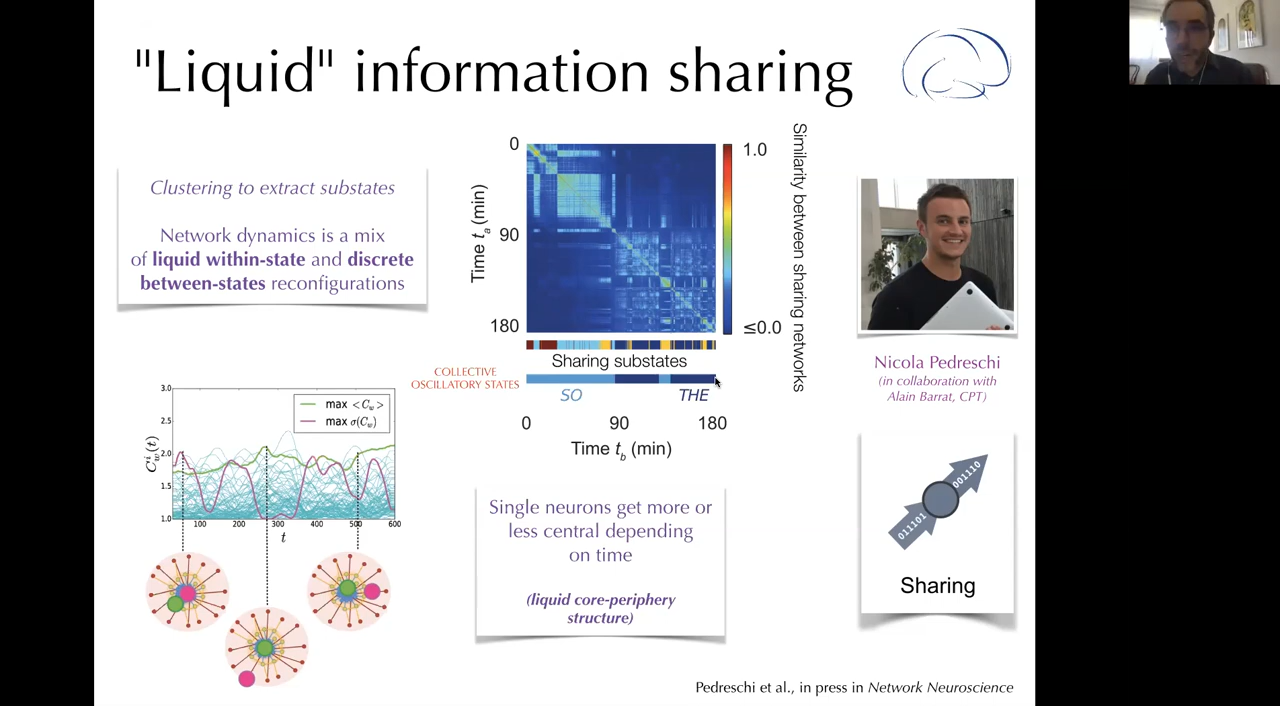 "Liquid" information sharing
Clustering to extract substates
Network dynamics is a mix
of liquid within-state and discrete
between-states reconfigurations
0
90
180
Time ta (min)
1.0
≤0.0
Similarity between sharing networks
Sharing substates
COLLECTIVE
OSCILLATORY STATES
SO
THE
0
90
180
Time tb (min)
Nicola Pedreschi
(in collaboration with
Alain Barrat, CPT)
3.0
2.5
2.0
1.5
1.0
C_w^i(t)
max <C_w>
max σ(C_w)
100
200
300
400
500
600
t
Single neurons get more or
less central depending
on time
(liquid core-periphery
structure)
011101
001110
Sharing
Pedreschi et al., in press in Network Neuroscience